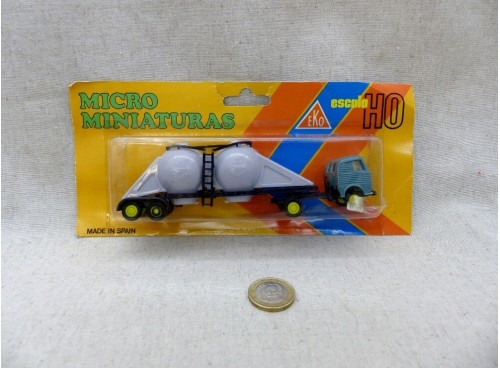 MICRO
MINIATURAS
EKO
escala HO
MADE IN SPAIN